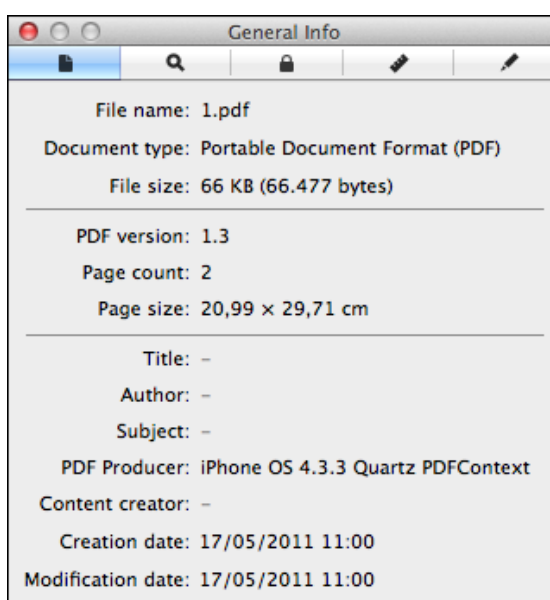 General Info
File name: 1.pdf
Document type: Portable Document Format (PDF)
File size: 66 KB (66.477 bytes)
PDF version: 1.3
Page count: 2
Page size: 20,99 × 29,71 cm
Title: –
Author: –
Subject: –
PDF Producer: iPhone OS 4.3.3 Quartz PDFContext
Content creator: –
Creation date: 17/05/2011 11:00
Modification date: 17/05/2011 11:00